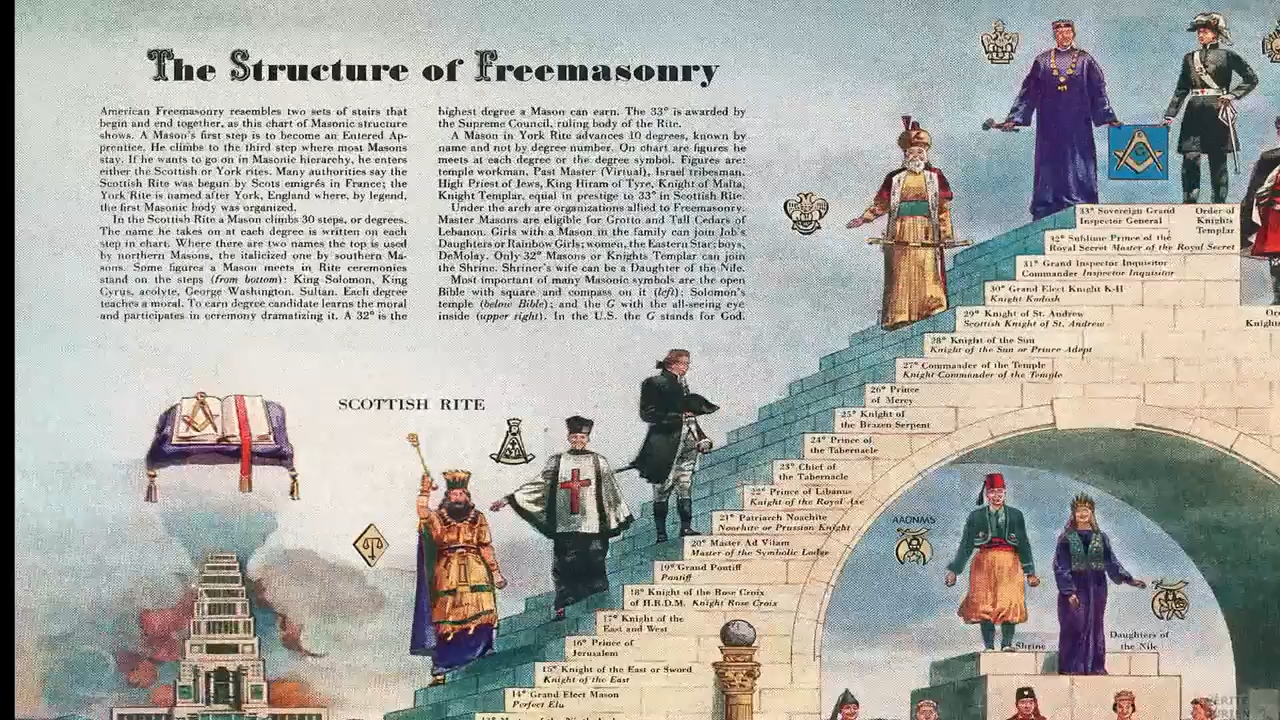 The Structure of Freemasonry
American Freemasonry resembles two sets of stairs that
begin and end together, as this chart of Masonic structure
shows. A Mason's first step is to become an Entered Ap-
prentice. He climbs to the third step where most Masons
stay. If he wants to go on in Masonic hierarchy, he enters
either the Scottish or York rites. Many authorities say the
Scottish Rite was begun by Scots emigrés in France; the
York Rite is named after York, England where, by legend,
the first Masonic body was organized.
In the Scottish Rite a Mason climbs 30 steps, or degrees.
The name he takes on at each degree is written on each
step in chart. Where there are two names the top is used
by northern Masons, the italicized one by southern Ma-
sons. Some figures a Mason meets in Rite ceremonies
stand on the steps (from bottom): King Solomon, King
Cyrus, acolyte, George Washington, Sultan. Each degree
teaches a moral. To earn degree candidate learns the moral
and participates in ceremony dramatizing it. A 32° is the
highest degree a Mason can earn. The 33° is awarded by
the Supreme Council, ruling body of the Rite.
A Mason in York Rite advances 10 degrees, known by
name and not by degree number. On chart are figures he
meets at each degree or the degree symbol. Figures are:
temple workman, Past Master (Virtual), Israel tribesman,
High Priest of Jews, King Hiram of Tyre, Knight of Malta,
Knight Templar, equal in prestige to 33° in Scottish Rite.
Under the arch are organizations allied to Freemasonry.
Master Masons are eligible for Grotto and Tall Cedars of
Lebanon. Girls with a Mason in the family can join Job's
Daughters or Rainbow Girls; women, the Eastern Star; boys,
DeMolay. Only 32° Masons or Knights Templar can join
the Shrine. Shriner's wife can be a Daughter of the Nile.
Most important of many Masonic symbols are the open
Bible with square and compass on it (left); Solomon's
temple (below Bible); and the G with the all-seeing eye
inside (upper right). In the U.S. the G stands for God.
SCOTTISH RITE
33° Sovereign Grand
Inspector General
Order of
Knights
Templar
32° Sublime Prince of the
Royal Secret Master of the Royal Secret
31° Grand Inspector Inquisitor
Commander Inspector Inquisitor
30° Grand Elect Knight K-H
Knight Kadosh
29° Knight of St. Andrew
Scottish Knight of St. Andrew
28° Knight of the Sun
Knight of the Sun or Prince Adept
27° Commander of the Temple
Knight Commander of the Temple
26° Prince
of Mercy
25° Knight of
the Brazen Serpent
24° Prince of
the Tabernacle
23° Chief of
the Tabernacle
22° Prince of Libanus
Knight of the Royal Axe
21° Patriarch Noachite
Noachite or Prussian Knight
20° Master Ad Vitam
Master of the Symbolic Lodge
19° Grand Pontiff
Pontiff
18° Knight of the Rose Croix
of H.R.D.M. Knight Rose Croix
17° Knight of the
East and West
16° Prince of
Jerusalem
15° Knight of the East or Sword
Knight of the East
14° Grand Elect Mason
Perfect Elu
AAONMS
Shrine
Daughters of
the Nile